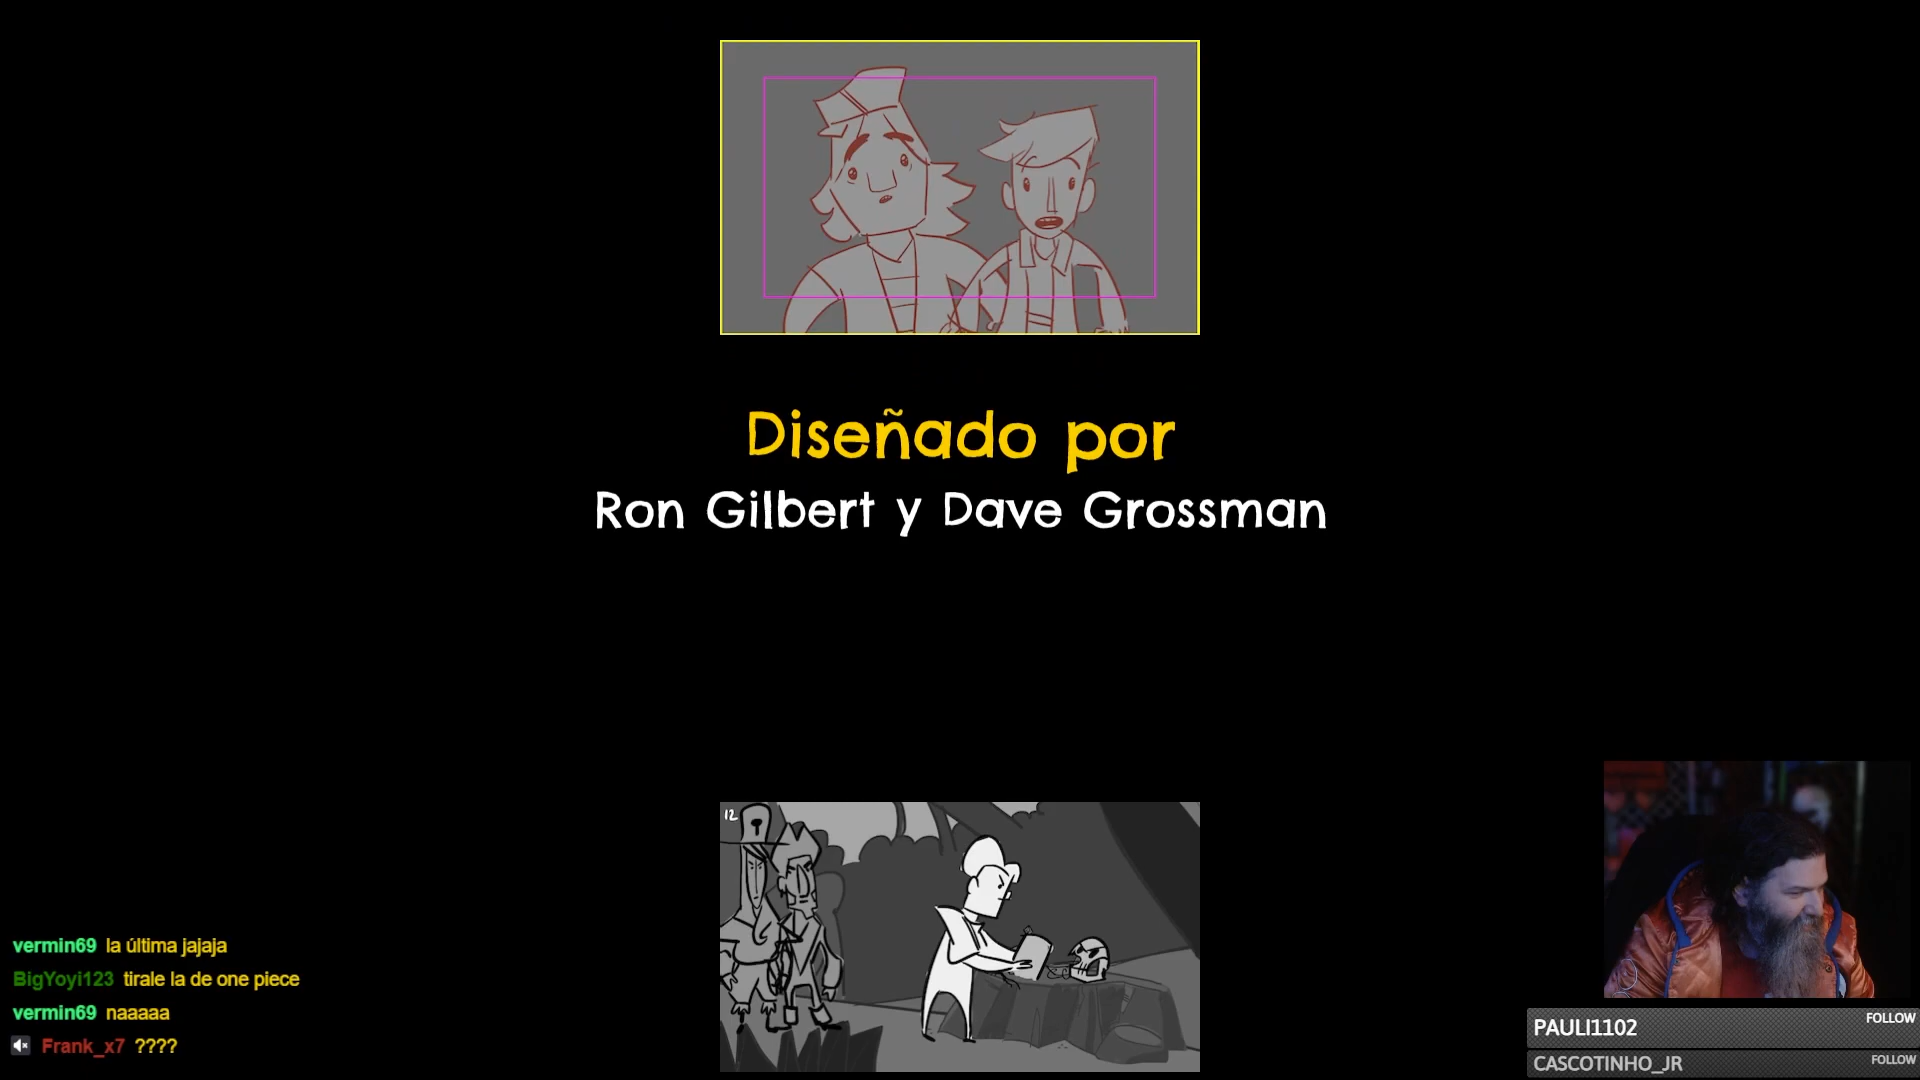 Diseñado por
Ron Gilbert y Dave Grossman
12
vermin69 la última jajaja
BigYoyi123 tirale la de one piece
vermin69 naaaaa
Frank_x7 ????
PAULI1102 FOLLOW
CASCOTINHO_JR FOLLOW